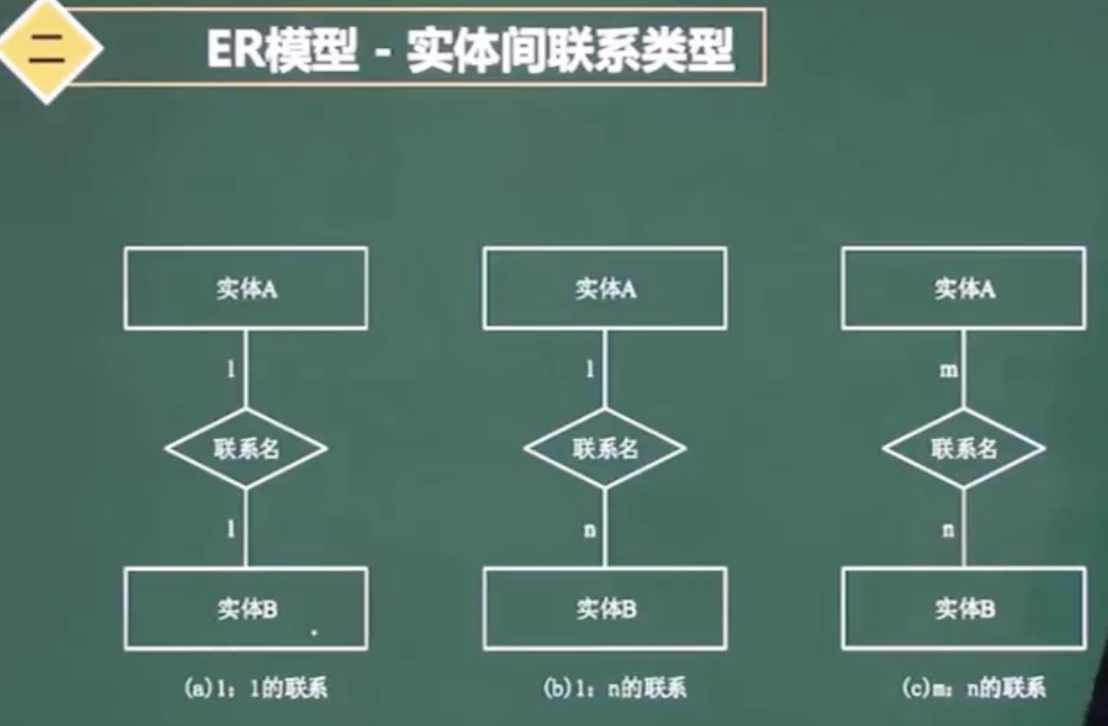 二
ER模型 - 实体间联系类型
实体A
1
联系名
1
实体B
(a)1：1的联系
实体A
1
联系名
n
实体B
(b)1：n的联系
实体A
m
联系名
n
实体B
(c)m：n的联系